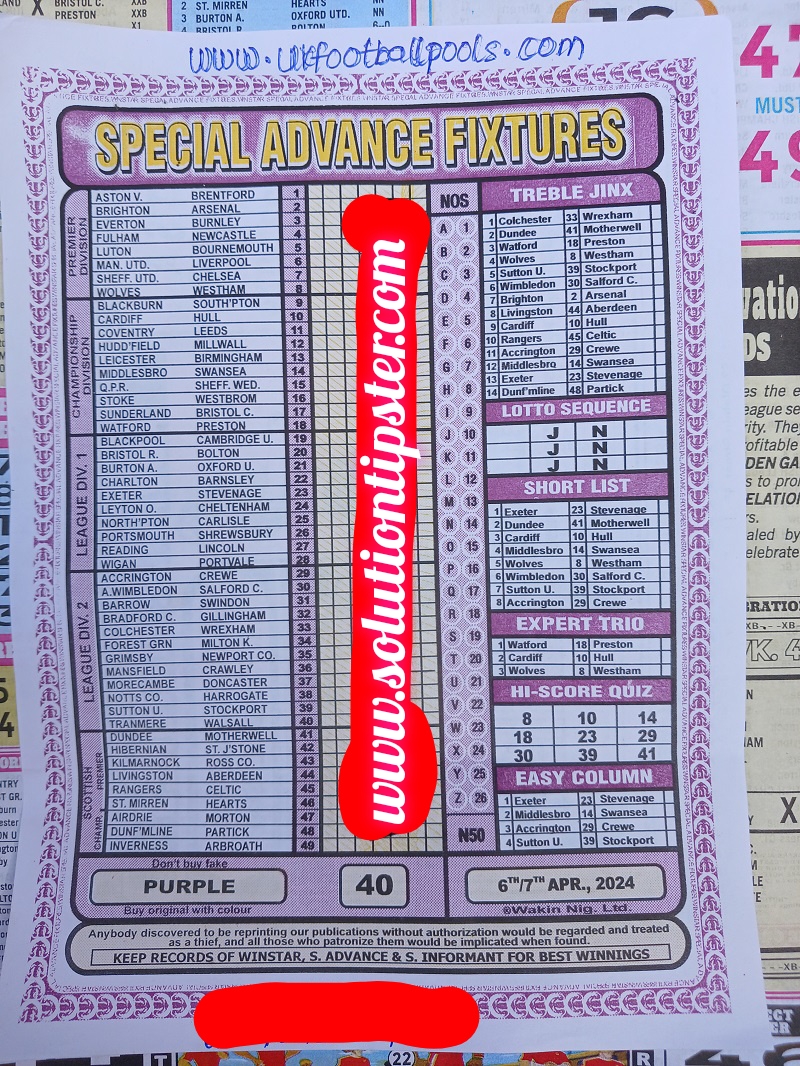 www.ukfootballpools.com
SPECIAL ADVANCE FIXTURES
PREMIER DIVISION
ASTON V. BRENTFORD 1
BRIGHTON ARSENAL 2
EVERTON BURNLEY 3
FULHAM NEWCASTLE 4
LUTON BOURNEMOUTH 5
MAN. UTD. LIVERPOOL 6
SHEFF. UTD. CHELSEA 7
WOLVES WESTHAM 8
CHAMPIONSHIP DIVISION
BLACKBURN SOUTH'PTON 9
CARDIFF HULL 10
COVENTRY LEEDS 11
HUDD'FIELD MILLWALL 12
LEICESTER BIRMINGHAM 13
MIDDLESBRO SWANSEA 14
Q.P.R. SHEFF. WED. 15
STOKE WESTBROM 16
SUNDERLAND BRISTOL C. 17
WATFORD PRESTON 18
LEAGUE DIV. 1
BLACKPOOL CAMBRIDGE U. 19
BRISTOL R. BOLTON 20
BURTON A. OXFORD U. 21
CHARLTON BARNSLEY 22
EXETER STEVENAGE 23
LEYTON O. CHELTENHAM 24
NORTH'PTON CARLISLE 25
PORTSMOUTH SHREWSBURY 26
READING LINCOLN 27
WIGAN PORTVALE 28
LEAGUE DIV. 2
ACCRINGTON CREWE 29
A.WIMBLEDON SALFORD C. 30
BARROW SWINDON 31
BRADFORD C. GILLINGHAM 32
COLCHESTER WREXHAM 33
FOREST GRN MILTON K. 34
GRIMSBY NEWPORT CO. 35
MANSFIELD CRAWLEY 36
MORECAMBE DONCASTER 37
NOTTS CO. HARROGATE 38
SUTTON U. STOCKPORT 39
TRANMERE WALSALL 40
SCOTTISH PREMIER
DUNDEE MOTHERWELL 41
HIBERNIAN ST. J'STONE 42
KILMARNOCK ROSS CO. 43
LIVINGSTON ABERDEEN 44
RANGERS CELTIC 45
ST. MIRREN HEARTS 46
CHAMP.
AIRDRIE MORTON 47
DUNF'MLINE PARTICK 48
INVERNESS ARBROATH 49
www.solutiontipster.com
NOS
A 1
B 2
C 3
D 4
E 5
F 6
G 7
H 8
I 9
J 10
K 11
L 12
M 13
N 14
O 15
P 16
Q 17
R 18
S 19
T 20
U 21
V 22
W 23
X 24
Y 25
Z 26
N50
TREBLE JINX
1 Colchester 33 Wrexham
2 Dundee 41 Motherwell
3 Watford 18 Preston
4 Wolves 8 Westham
5 Sutton U. 39 Stockport
6 Wimbledon 30 Salford C.
7 Brighton 2 Arsenal
8 Livingston 44 Aberdeen
9 Cardiff 10 Hull
10 Rangers 45 Celtic
11 Accrington 29 Crewe
12 Middlesbro 14 Swansea
13 Exeter 23 Stevenage
14 Dunf'mline 48 Partick
LOTTO SEQUENCE
J N
J N
J N
SHORT LIST
1 Exeter 23 Stevenage
2 Dundee 41 Motherwell
3 Cardiff 10 Hull
4 Middlesbro 14 Swansea
5 Wolves 8 Westham
6 Wimbledon 30 Salford C.
7 Sutton U. 39 Stockport
8 Accrington 29 Crewe
EXPERT TRIO
1 Watford 18 Preston
2 Cardiff 10 Hull
3 Wolves 8 Westham
HI-SCORE QUIZ
8 10 14
18 23 29
30 39 41
EASY COLUMN
1 Exeter 23 Stevenage
2 Middlesbro 14 Swansea
3 Accrington 29 Crewe
4 Sutton U. 39 Stockport
Don't buy fake
PURPLE
Buy original with colour
40
6TH/7TH APR., 2024
©Wakin Nig. Ltd.
Anybody discovered to be reprinting our publications without authorization would be regarded and treated
as a thief, and all those who patronize them would be implicated when found.
KEEP RECORDS OF WINSTAR, S. ADVANCE & S. INFORMANT FOR BEST WINNINGS
2 ST. MIRREN HEARTS NN
3 BURTON A. OXFORD UTD. NN
X BRISTOL C. XXB
PRESTON XXB
X1
22